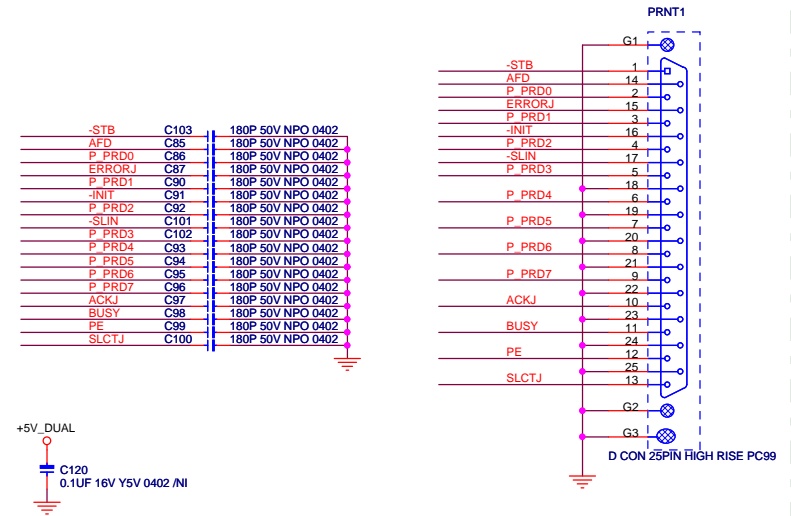 PRNT1
G1
-STB 1
AFD 14
P_PRD0 2
ERRORJ 15
P_PRD1 3
-INIT 16
P_PRD2 4
-SLIN 17
P_PRD3 5
18
P_PRD4 6
19
P_PRD5 7
20
P_PRD6 8
21
P_PRD7 9
22
ACKJ 10
23
BUSY 11
24
PE 12
25
SLCTJ 13
G2
G3
D CON 25PIN HIGH RISE PC99
-STB C103 180P 50V NPO 0402
AFD C85 180P 50V NPO 0402
P_PRD0 C86 180P 50V NPO 0402
ERRORJ C87 180P 50V NPO 0402
P_PRD1 C90 180P 50V NPO 0402
-INIT C91 180P 50V NPO 0402
P_PRD2 C92 180P 50V NPO 0402
-SLIN C101 180P 50V NPO 0402
P_PRD3 C102 180P 50V NPO 0402
P_PRD4 C93 180P 50V NPO 0402
P_PRD5 C94 180P 50V NPO 0402
P_PRD6 C95 180P 50V NPO 0402
P_PRD7 C96 180P 50V NPO 0402
ACKJ C97 180P 50V NPO 0402
BUSY C98 180P 50V NPO 0402
PE C99 180P 50V NPO 0402
SLCTJ C100 180P 50V NPO 0402
+5V_DUAL
C120
0.1UF 16V Y5V 0402 /NI